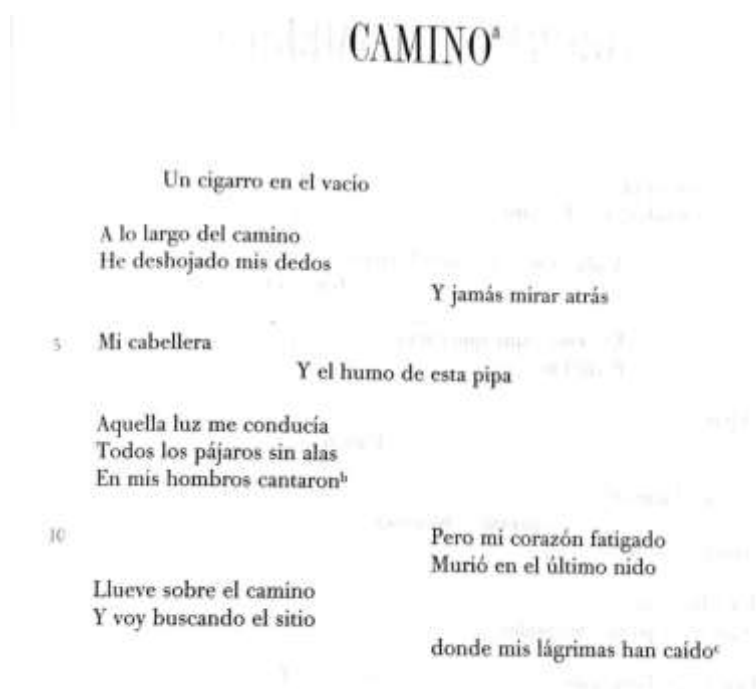 CAMINOª
Un cigarro en el vacío
A lo largo del camino
He deshojado mis dedos
Y jamás mirar atrás
5 Mi cabellera
Y el humo de esta pipa
Aquella luz me conducía
Todos los pájaros sin alas
En mis hombros cantaronᵇ
10 Pero mi corazón fatigado
Murió en el último nido
Llueve sobre el camino
Y voy buscando el sitio
donde mis lágrimas han caídoᶜ